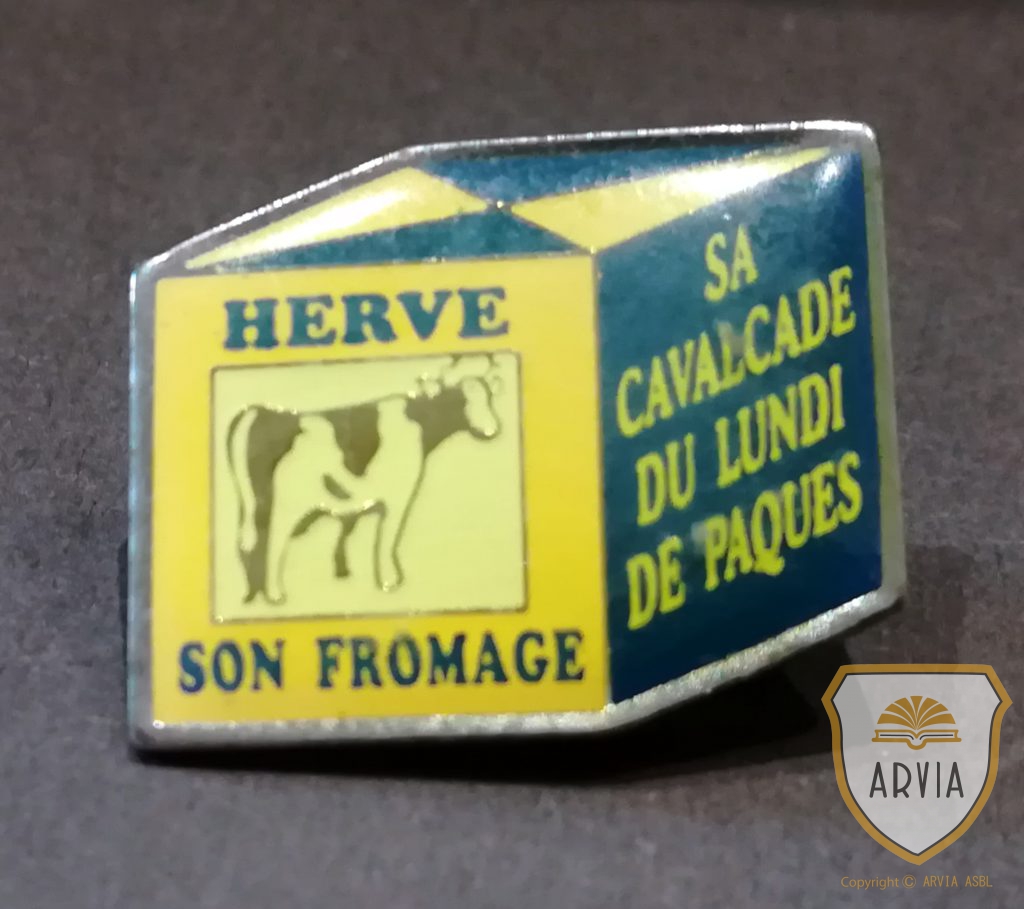 HERVE
SON FROMAGE
SA
CAVALCADE
DU LUNDI
DE PAQUES
ARVIA
Copyright © ARVIA ASBL